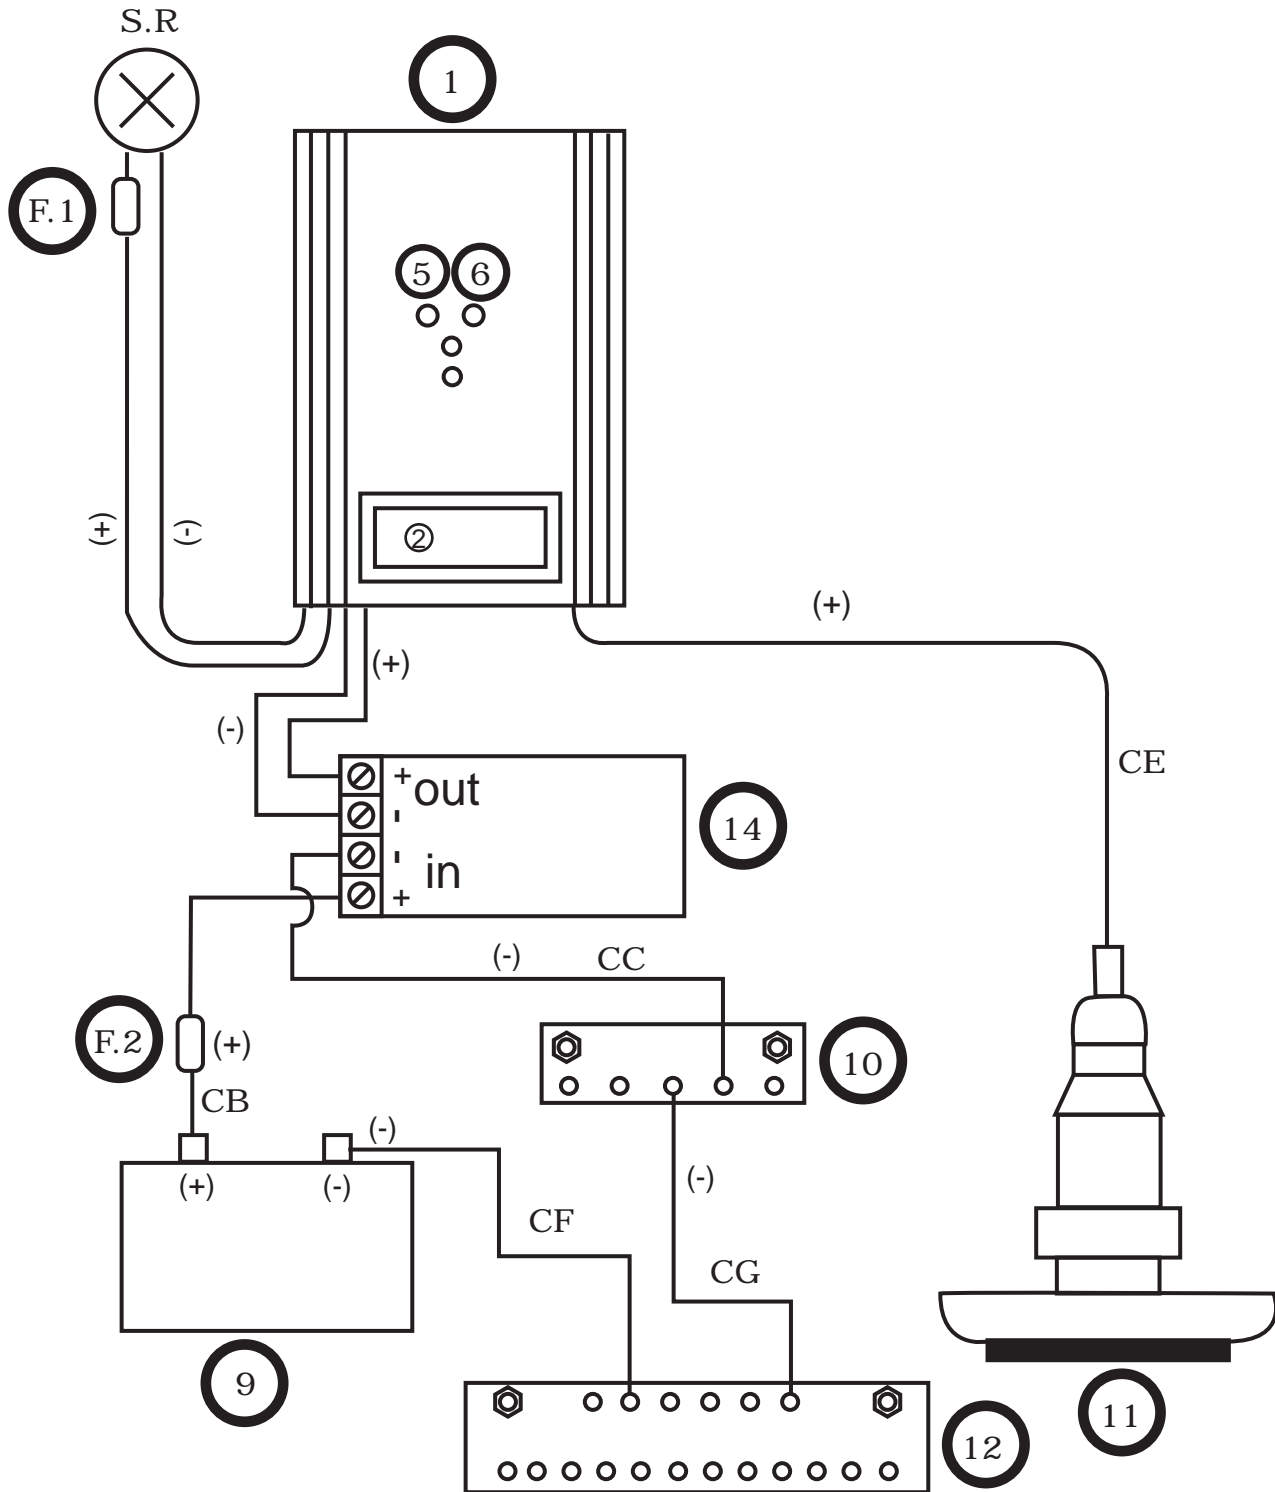 S.R
1
F.1
5 6
2
(+) (-)
(+)
(+)
(-)
CE
+ out
-
14
- in
+
(-) CC
F.2
(+)
10
CB
(-)
(+) (-)
(-)
CF
CG
9
11
12